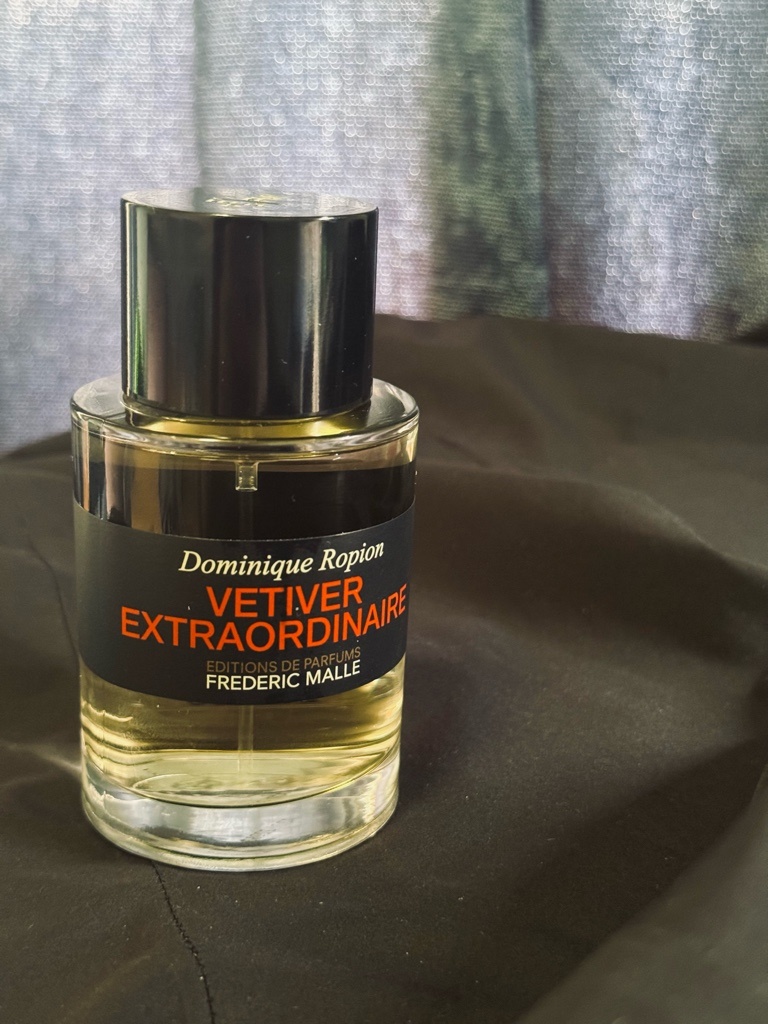 Dominique Ropion
VETIVER
EXTRAORDINAIRE
EDITIONS DE PARFUMS
FREDERIC MALLE